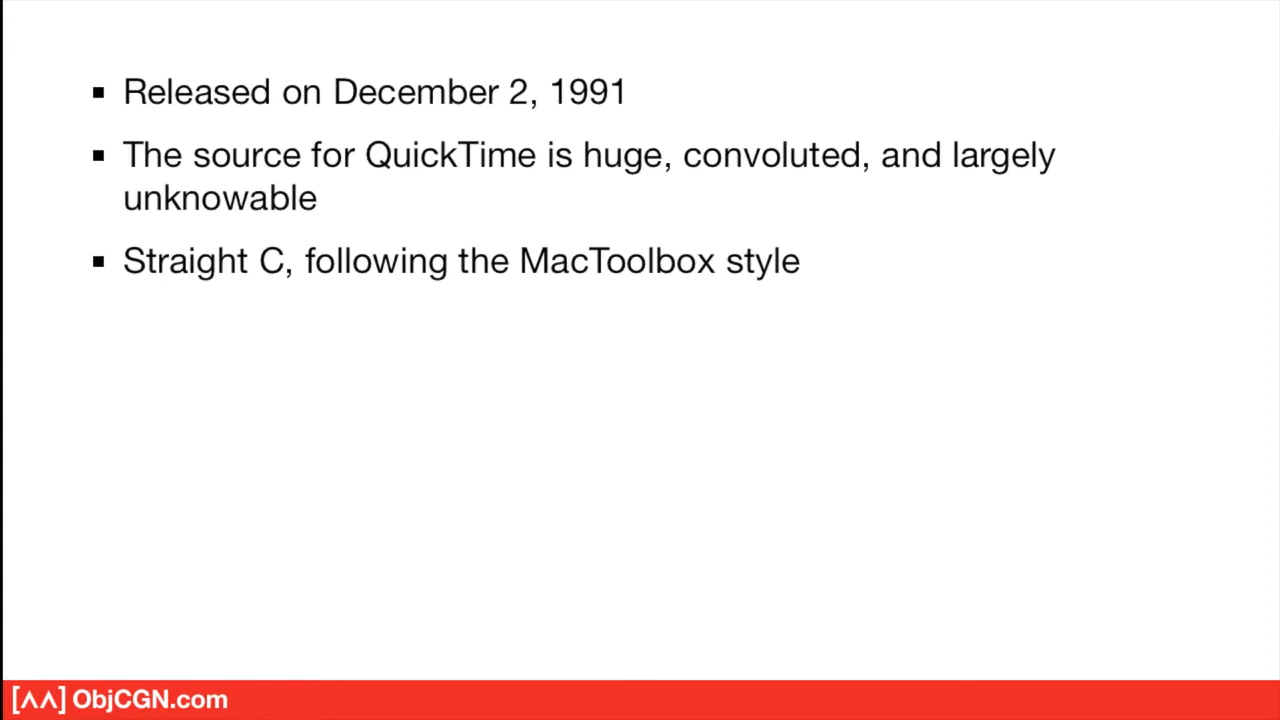 ▪ Released on December 2, 1991
▪ The source for QuickTime is huge, convoluted, and largely
unknowable
▪ Straight C, following the MacToolbox style
[ʌʌ] ObjCGN.com